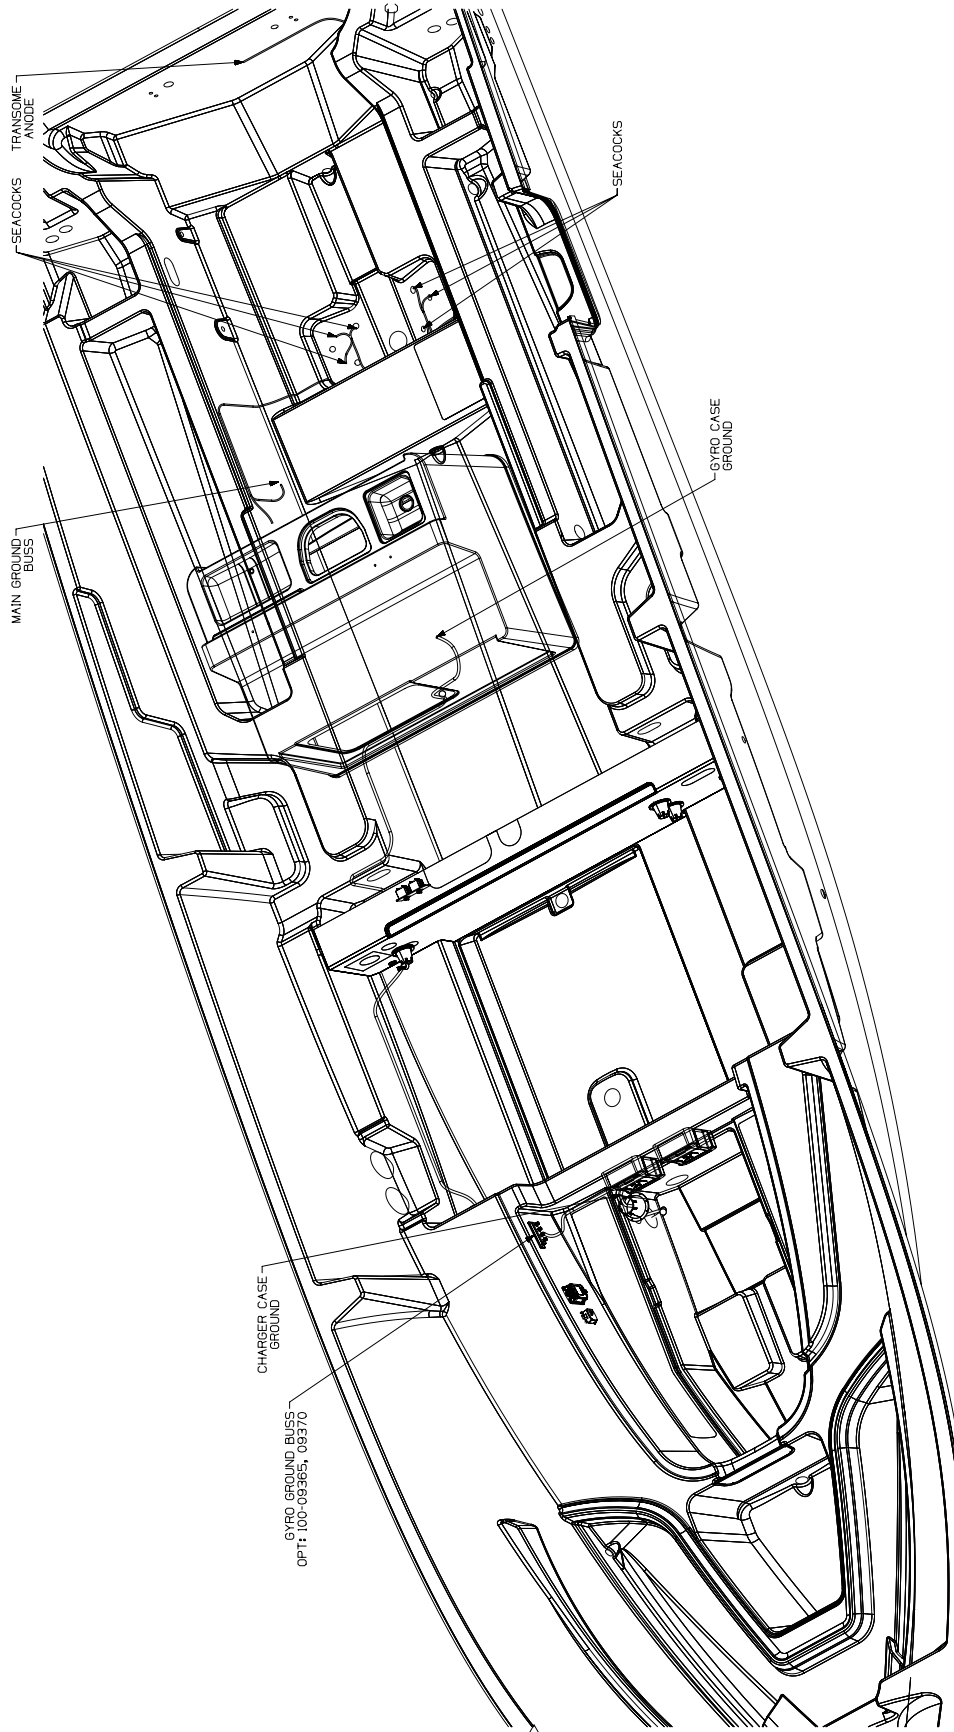 TRANSOME
ANODE
SEACOCKS
SEACOCKS
MAIN GROUND
BUSS
GYRO CASE
GROUND
CHARGER CASE
GROUND
GYRO GROUND BUSS
OPT: 100-09365, 09370